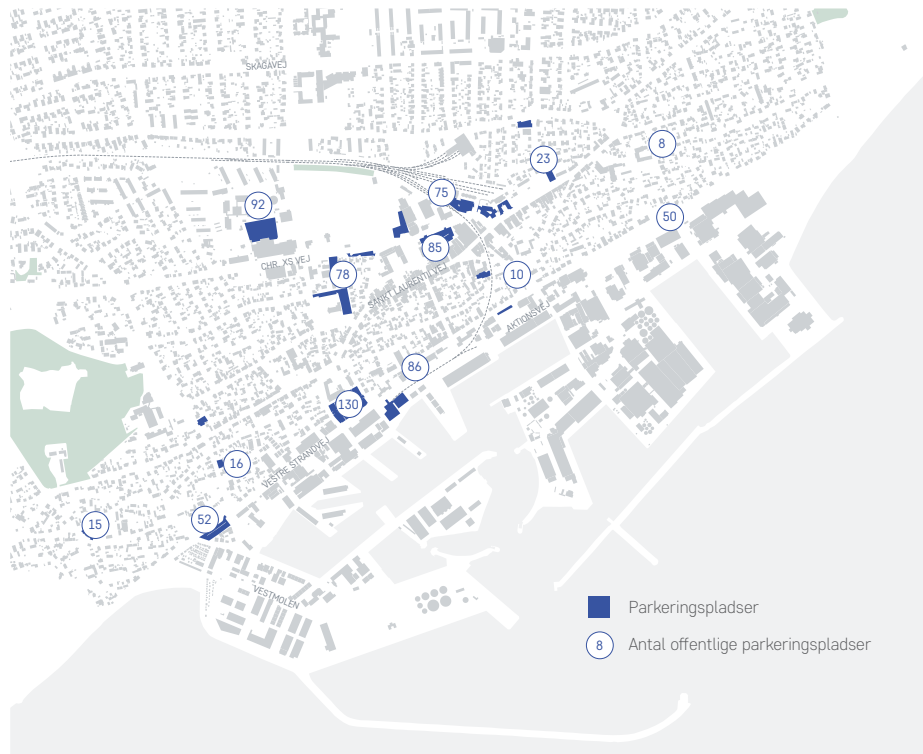 SKAGAVEJ
8
23
75
92
50
85
CHR. XS VEJ
78
10
SANKT LAURENTII VEJ
AKTIONSVEJ
86
130
VESTRE STRANDVEJ
16
52
15
VESTMOLEN
Parkeringspladser
8 Antal offentlige parkeringspladser